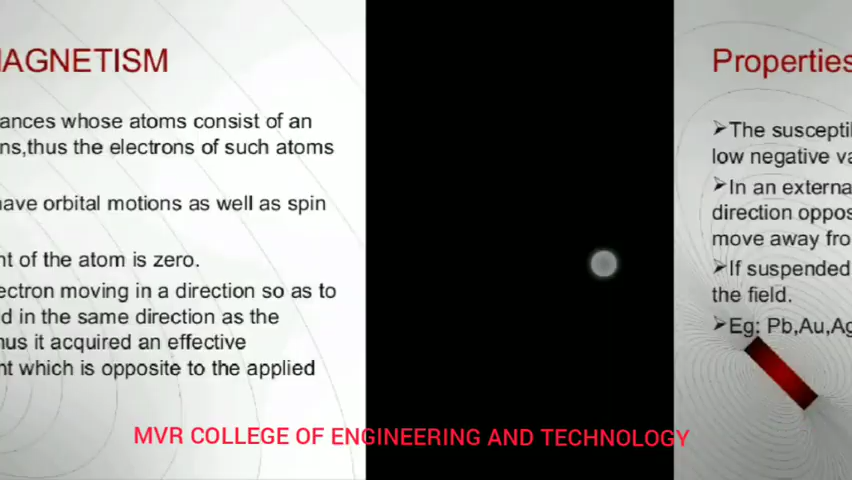 AGNETISM
ances whose atoms consist of an
ns,thus the electrons of such atoms
ave orbital motions as well as spin
nt of the atom is zero.
ectron moving in a direction so as to
d in the same direction as the
nus it acquired an effective
nt which is opposite to the applied
Properties
➢The suscepti
low negative va
➢In an externa
direction oppos
move away fro
➢If suspended
the field.
➢Eg: Pb,Au,Ag
MVR COLLEGE OF ENGINEERING AND TECHNOLOGY